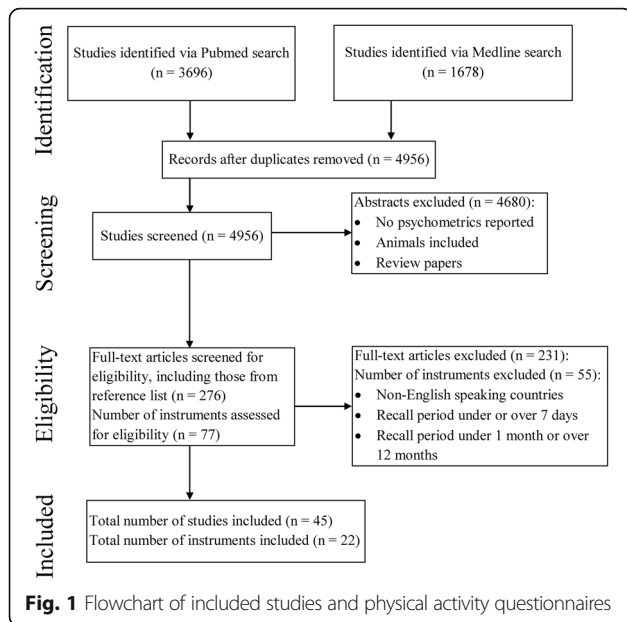 Identification
Studies identified via Pubmed search
(n = 3696)
Studies identified via Medline search
(n = 1678)
Records after duplicates removed (n = 4956)
Screening
Studies screened (n = 4956)
Abstracts excluded (n = 4680):
• No psychometrics reported
• Animals included
• Review papers
Eligibility
Full-text articles screened for
eligibility, including those from
reference list (n = 276)
Number of instruments assessed
for eligibility (n = 77)
Full-text articles excluded (n = 231):
Number of instruments excluded (n = 55):
• Non-English speaking countries
• Recall period under or over 7 days
• Recall period under 1 month or over
12 months
Included
Total number of studies included (n = 45)
Total number of instruments included (n = 22)
Fig. 1 Flowchart of included studies and physical activity questionnaires